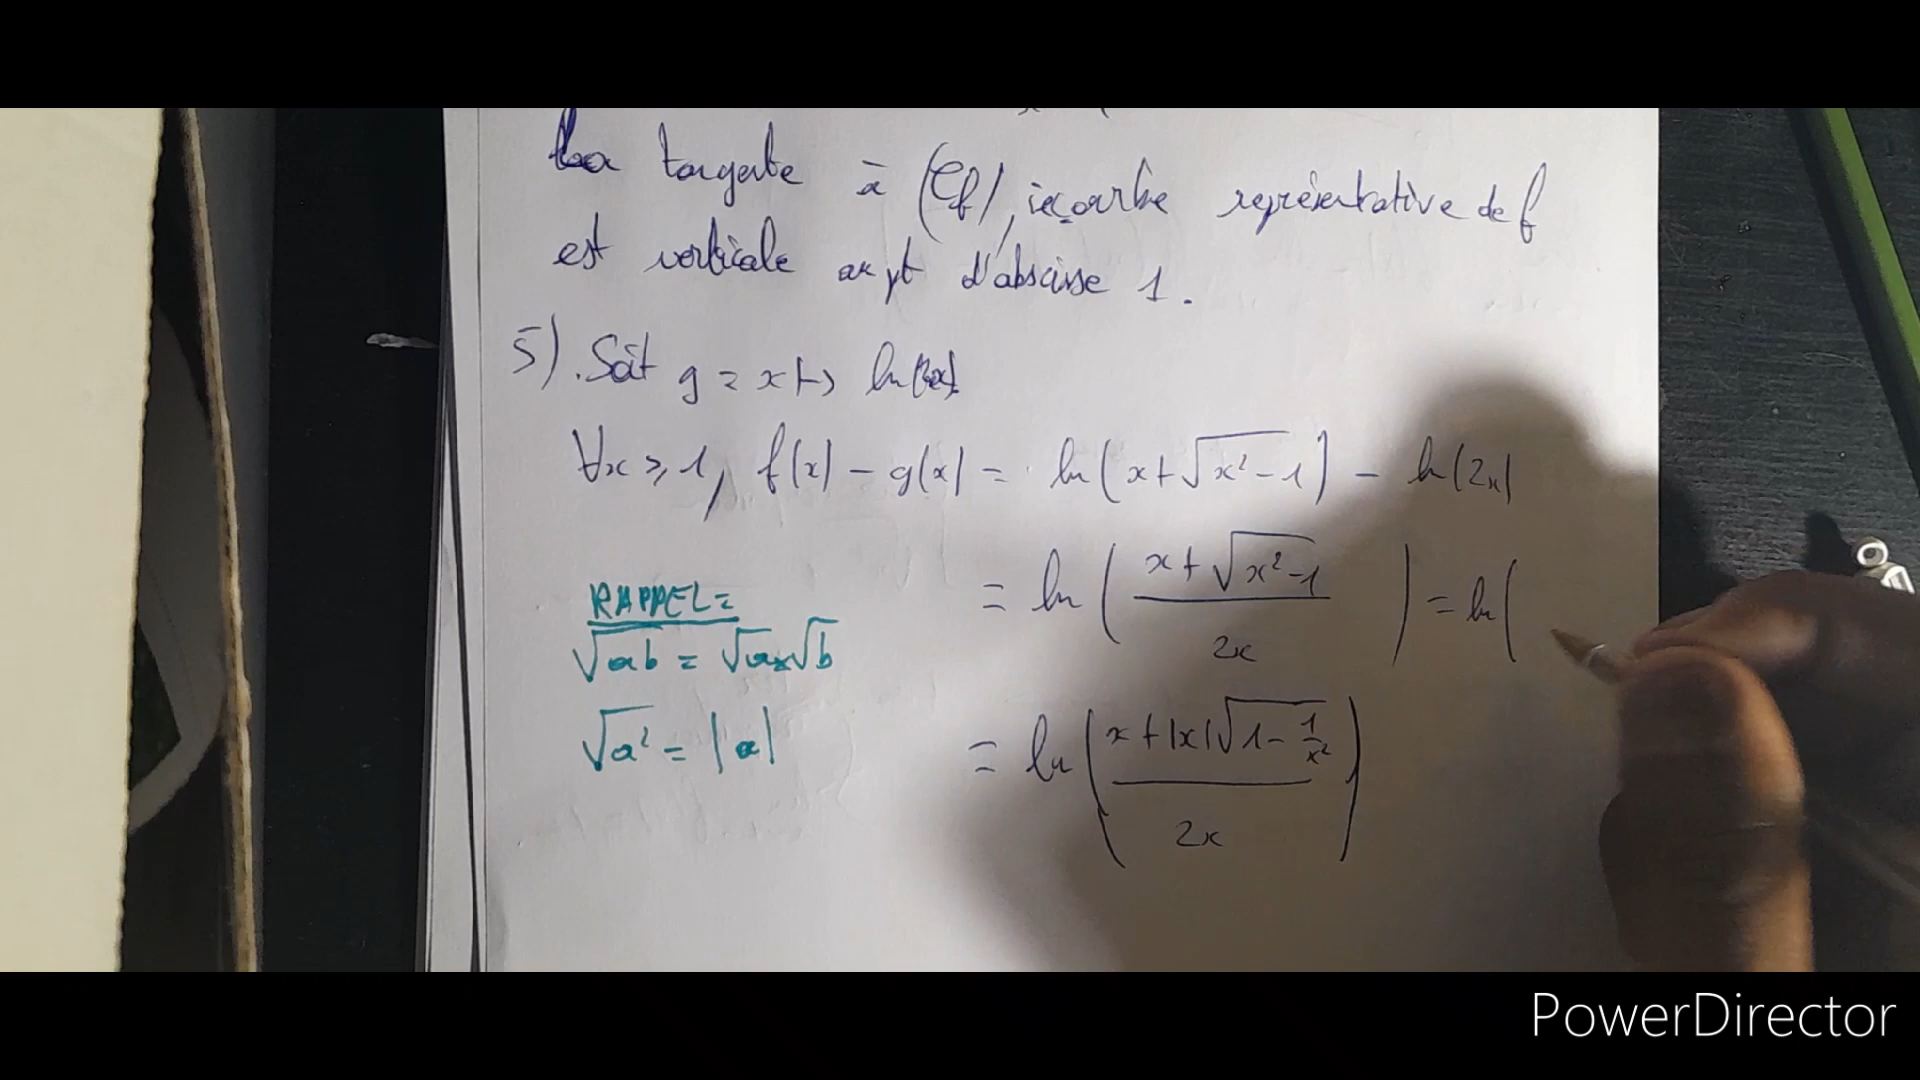 La tangente à (Cf), i.e courbe représentative de f
est verticale au pt d'abscisse 1.
5). Soit g = x ↦ ln(2x)
∀x ≥ 1, f(x) - g(x) = ln(x+√(x²-1)) - ln(2x)
= ln((x+√(x²-1))/2x) = ln(
RAPPEL =
√ab = √a×√b
√a² = |a|
= ln((x+|x|√(1-1/x²))/2x)
PowerDirector